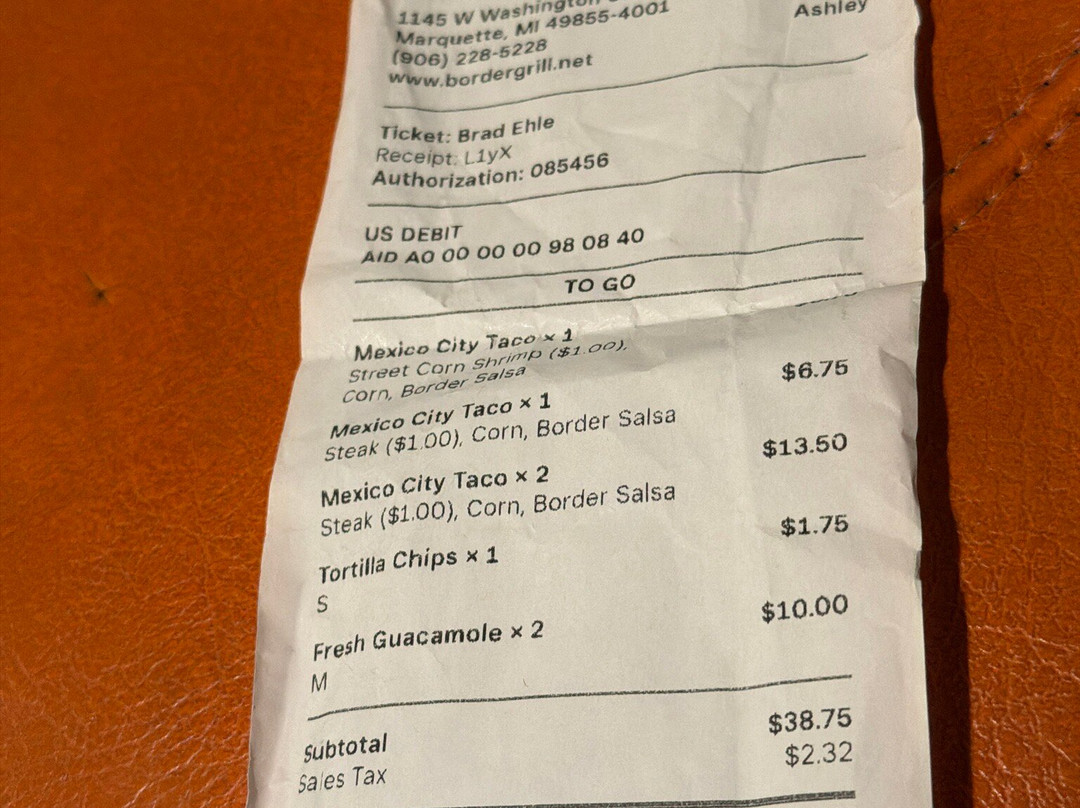 1145 W Washington
Ashley
Marquette, MI 49855-4001
(906) 228-5228
www.bordergrill.net
Ticket: Brad Ehle
Receipt: L1yX
Authorization: 085456
US DEBIT
AID A0 00 00 00 98 08 40
TO GO
Mexico City Taco × 1
Street Corn Shrimp ($1.00),
Corn, Border Salsa
Mexico City Taco × 1 $6.75
Steak ($1.00), Corn, Border Salsa
Mexico City Taco × 2 $13.50
Steak ($1.00), Corn, Border Salsa
Tortilla Chips × 1 $1.75
S
Fresh Guacamole × 2 $10.00
M
Subtotal $38.75
Sales Tax $2.32